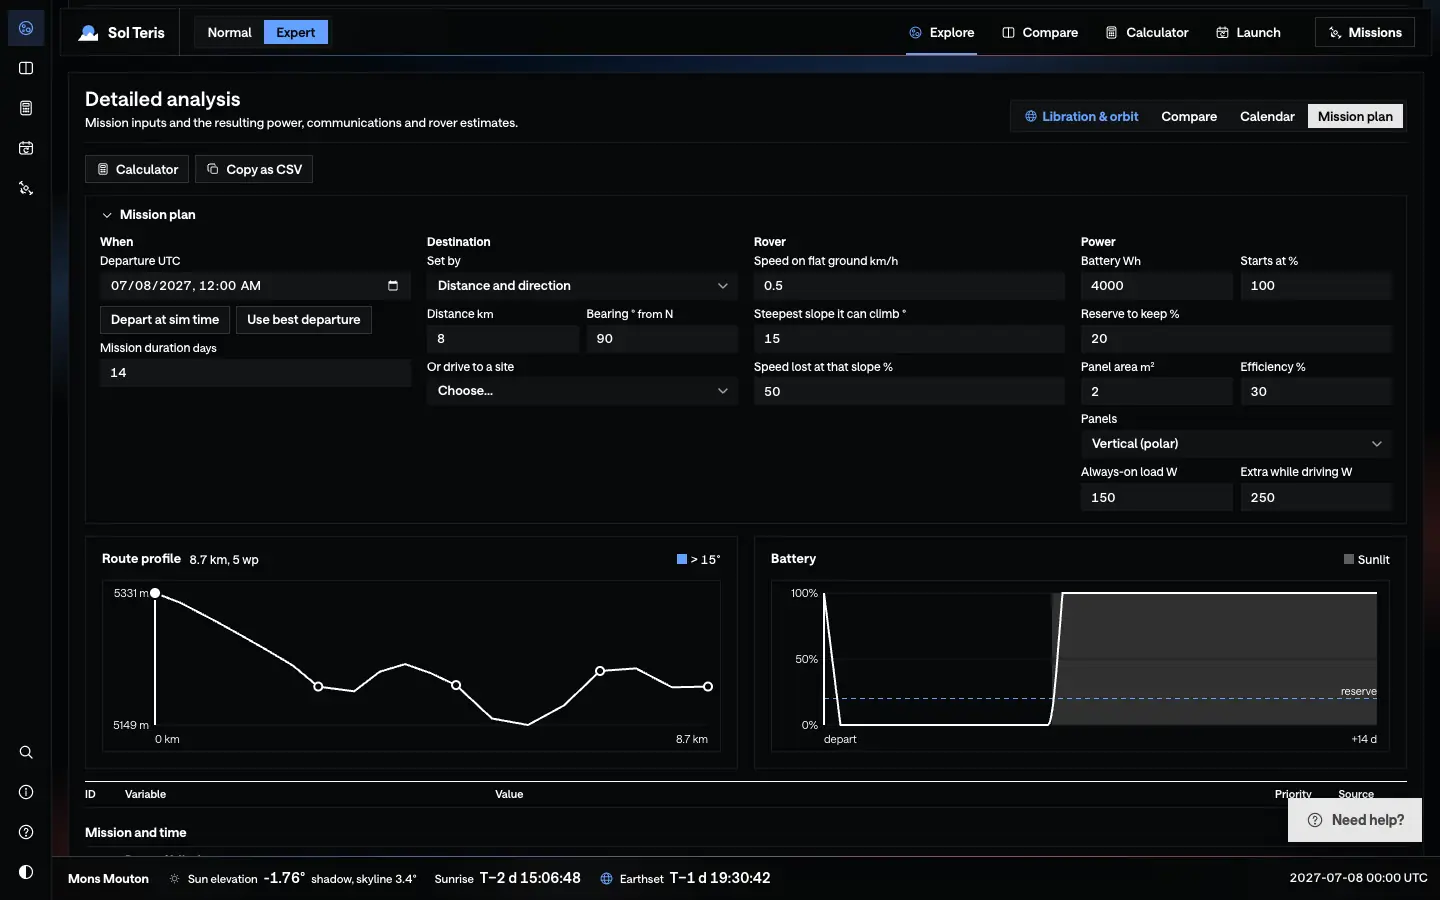 Sol Teris
Normal
Expert
Explore
Compare
Calculator
Launch
Missions
Detailed analysis
Mission inputs and the resulting power, communications and rover estimates.
Libration & orbit
Compare
Calendar
Mission plan
Calculator
Copy as CSV
Mission plan
When
Departure UTC
07/08/2027, 12:00 AM
Depart at sim time
Use best departure
Mission duration days
14
Destination
Set by
Distance and direction
Distance km
Bearing ° from N
8
90
Or drive to a site
Choose...
Rover
Speed on flat ground km/h
0.5
Steepest slope it can climb °
15
Speed lost at that slope %
50
Power
Battery Wh
Starts at %
4000
100
Reserve to keep %
20
Panel area m²
Efficiency %
2
30
Panels
Vertical (polar)
Always-on load W
Extra while driving W
150
250
Route profile 8.7 km, 5 wp
> 15°
5331 m
5149 m
0 km
8.7 km
Battery
Sunlit
100%
50%
reserve
0%
depart
+14 d
ID
Variable
Value
Priority
Source
Mission and time
Need help?
Mons Mouton
Sun elevation -1.76° shadow, skyline 3.4°
Sunrise T−2 d 15:06:48
Earthset T−1 d 19:30:42
2027-07-08 00:00 UTC